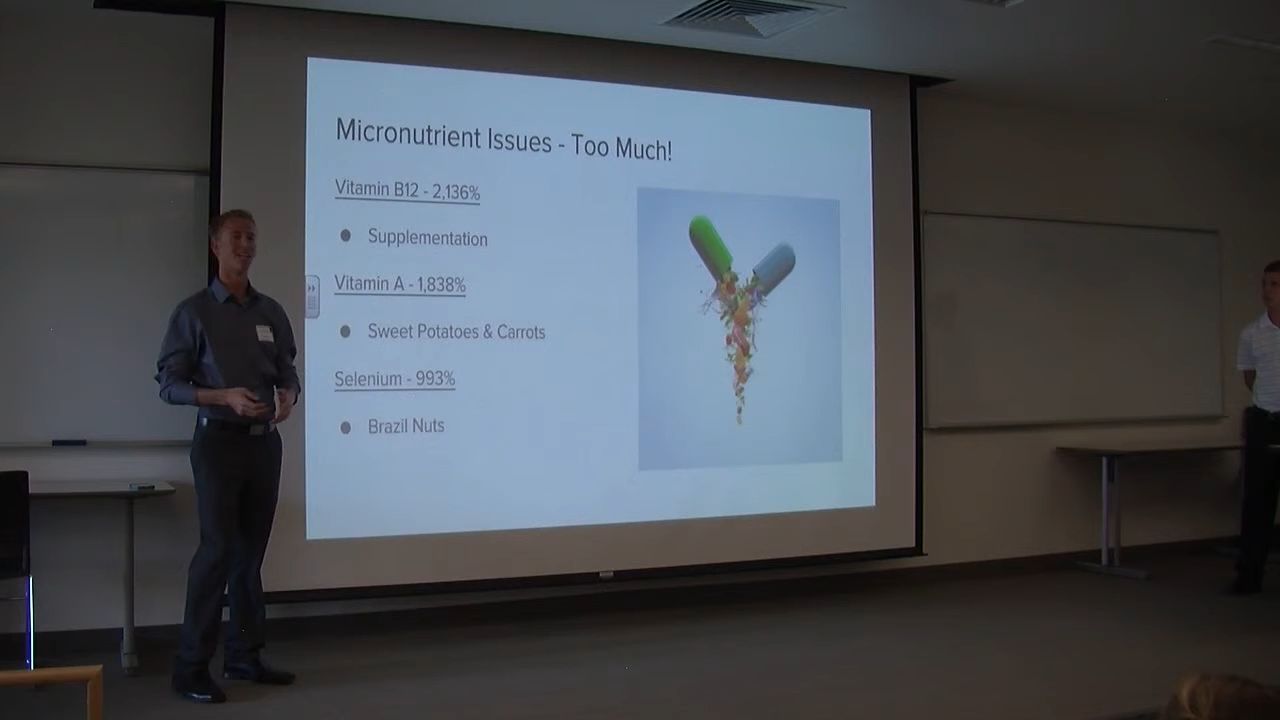 Micronutrient Issues - Too Much!
Vitamin B12 - 2,136%
● Supplementation
Vitamin A - 1,838%
● Sweet Potatoes & Carrots
Selenium - 993%
● Brazil Nuts